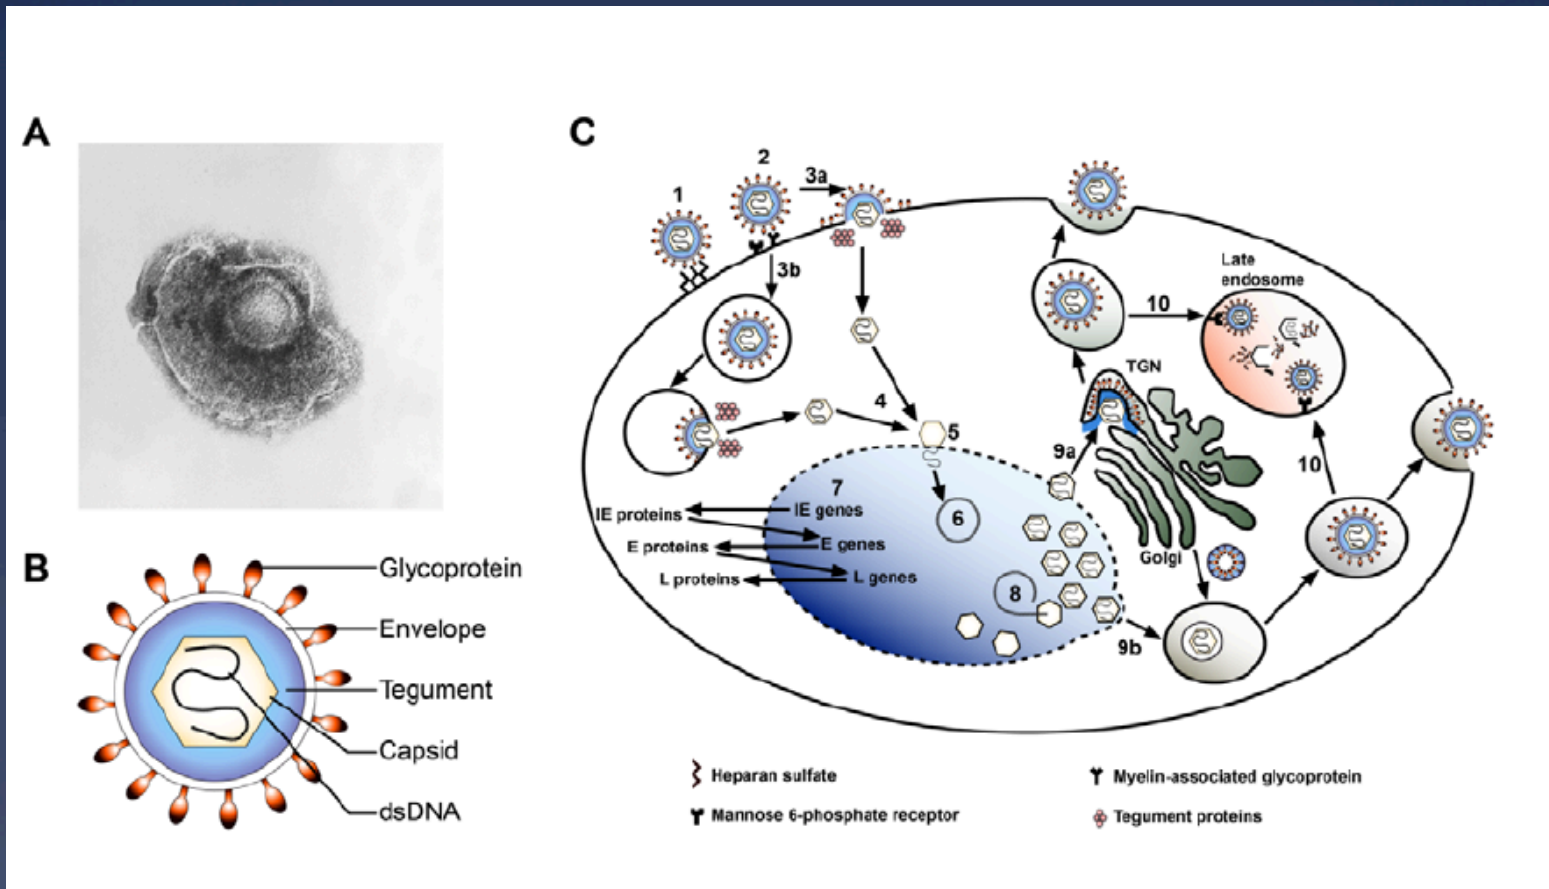 A
B
Glycoprotein
Envelope
Tegument
Capsid
dsDNA
C
1
2
3a
3b
4
5
6
7
IE proteins
IE genes
E proteins
E genes
L proteins
L genes
8
9a
9b
TGN
Golgi
10
Late
endosome
10
Heparan sulfate
Mannose 6-phosphate receptor
Myelin-associated glycoprotein
Tegument proteins